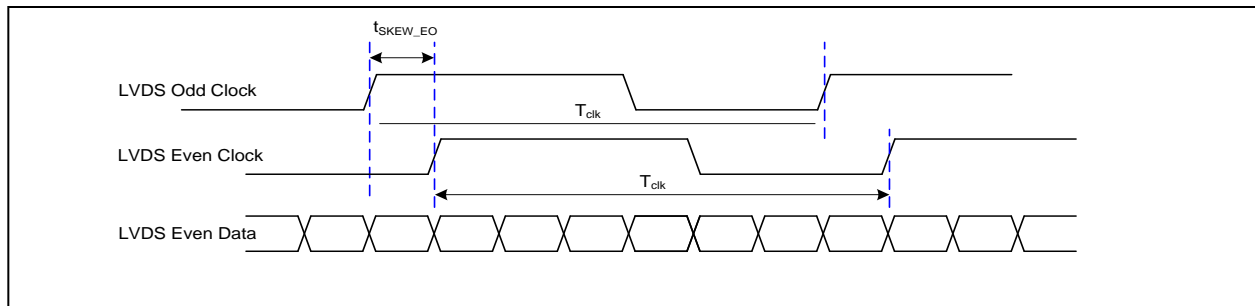 tSKEW_EO
LVDS Odd Clock
Tclk
LVDS Even Clock
Tclk
LVDS Even Data